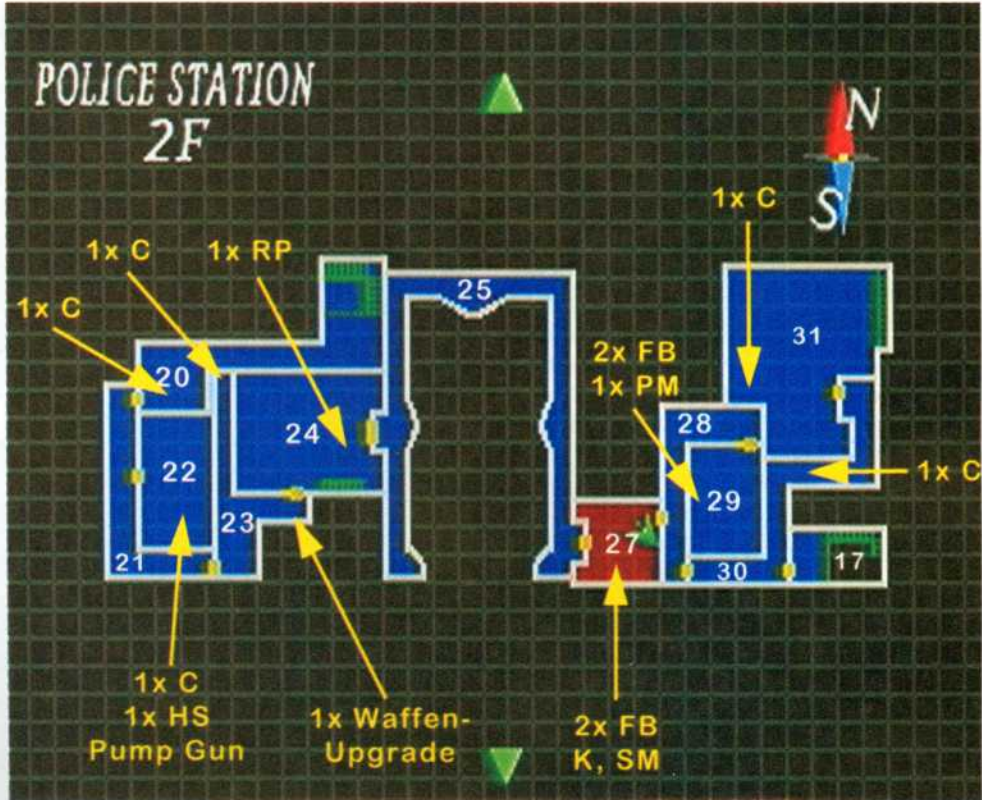 POLICE STATION
2F
N
S
1x C
1x C
1x RP
1x C
25
31
20
2x FB
1x PM
28
24
22
1x C
29
23
27
21
30
17
1x C
1x HS
Pump Gun
1x Waffen-
Upgrade
2x FB
K, SM